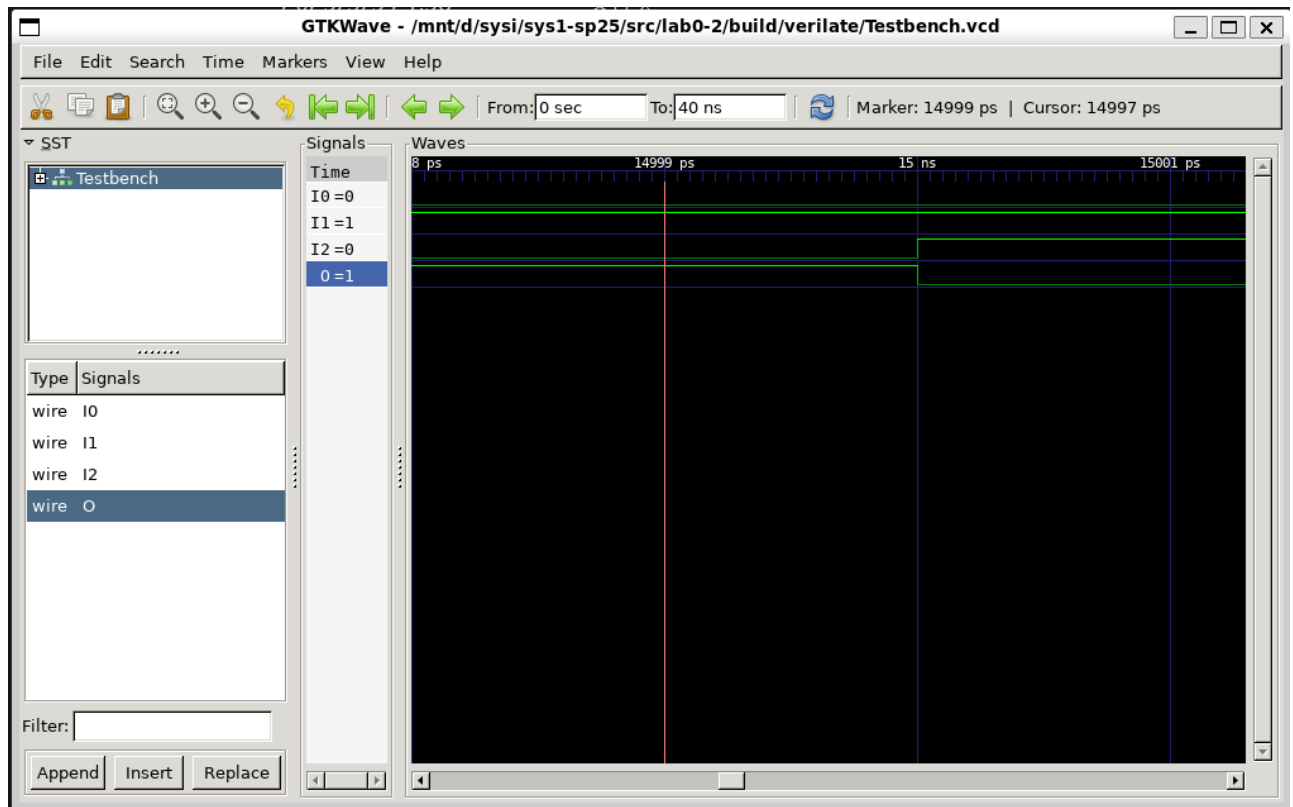 GTKWave - /mnt/d/sysi/sys1-sp25/src/lab0-2/build/verilate/Testbench.vcd
File Edit Search Time Markers View Help
From: 0 sec To: 40 ns Marker: 14999 ps | Cursor: 14997 ps
SST
Testbench
Type Signals
wire I0
wire I1
wire I2
wire O
Filter:
Append Insert Replace
Signals
Time
I0 =0
I1 =1
I2 =0
O =1
Waves
8 ps 14999 ps 15 ns 15001 ps